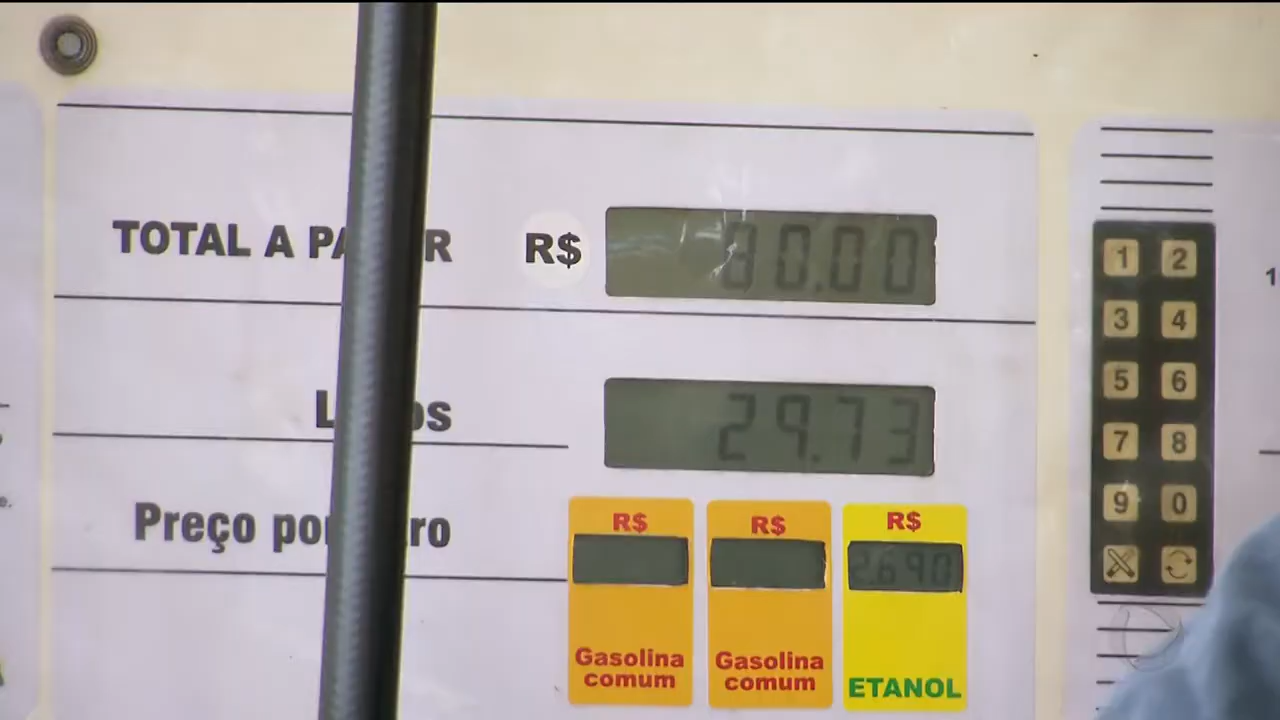 TOTAL A PA R R$ 80.00
L os 29.73
Preço po ro
R$ R$ R$
2.690
Gasolina comum
Gasolina comum
ETANOL
1 2
3 4
5 6
7 8
9 0
1
e.